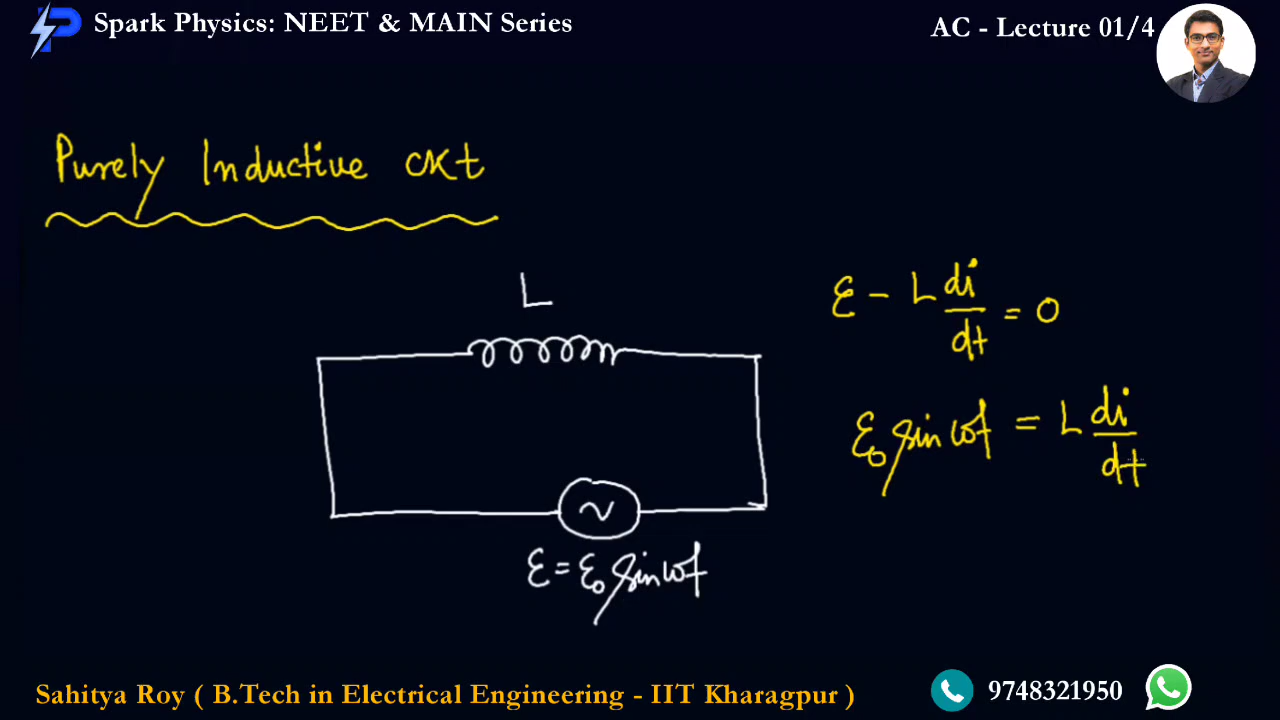 Spark Physics: NEET & MAIN Series
AC - Lecture 01/4
Purely Inductive ckt
L
ε - L di/dt = 0
ε₀ sin ωt = L di/dt
ε = ε₀ sin ωt
Sahitya Roy ( B.Tech in Electrical Engineering - IIT Kharagpur )
9748321950